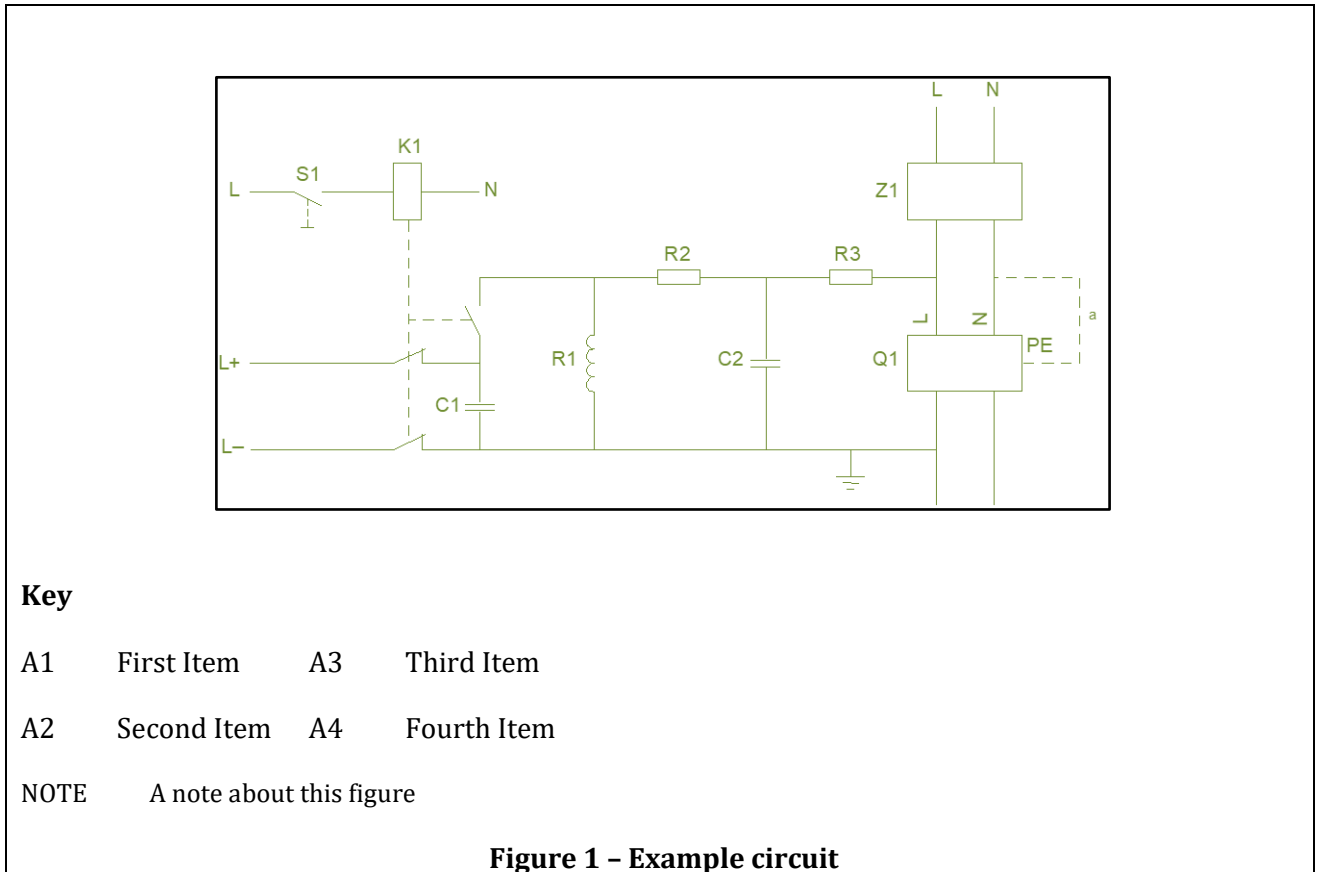 L N
K1
S1
L N
Z1
R2 R3
L N
a
PE
L+ R1 C2 Q1
C1
L−
Key
A1 First Item A3 Third Item
A2 Second Item A4 Fourth Item
NOTE A note about this figure
Figure 1 – Example circuit